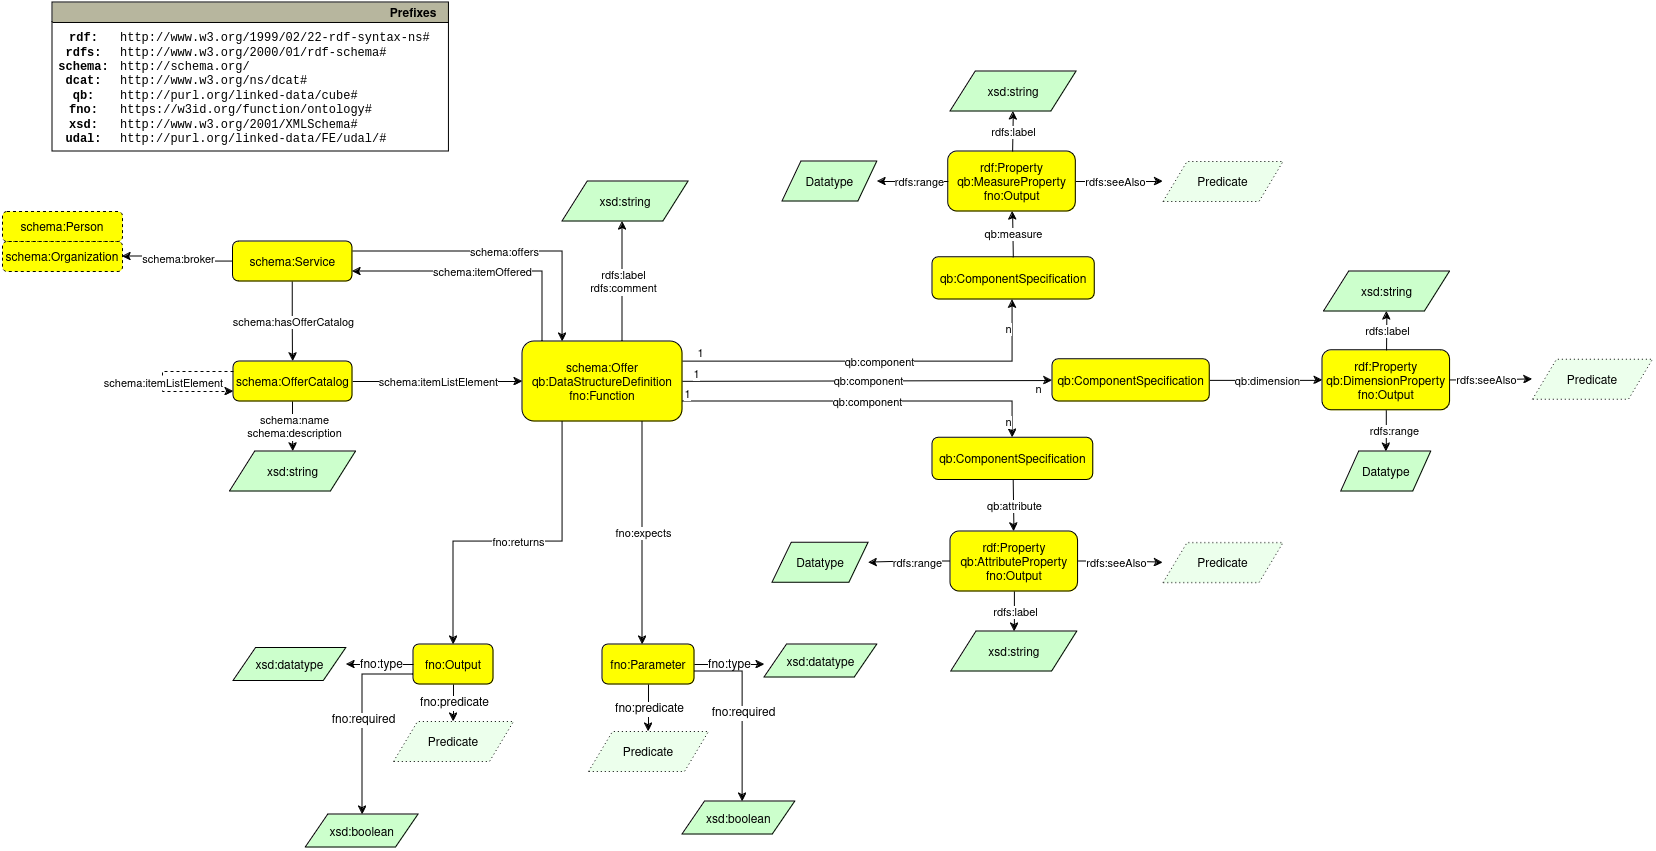 Prefixes
rdf: http://www.w3.org/1999/02/22-rdf-syntax-ns#
rdfs: http://www.w3.org/2000/01/rdf-schema#
schema: http://schema.org/
dcat: http://www.w3.org/ns/dcat#
qb: http://purl.org/linked-data/cube#
fno: https://w3id.org/function/ontology#
xsd: http://www.w3.org/2001/XMLSchema#
udal: http://purl.org/linked-data/FE/udal/#
schema:Person
schema:Organization
schema:broker
schema:Service
schema:offers
schema:itemOffered
schema:hasOfferCatalog
schema:itemListElement
schema:OfferCatalog
schema:itemListElement
schema:name
schema:description
xsd:string
xsd:string
rdfs:label
rdfs:comment
schema:Offer
qb:DataStructureDefinition
fno:Function
1
qb:component
n
1
qb:component
n
1
qb:component
n
xsd:string
rdfs:label
Datatype
rdfs:range
rdf:Property
qb:MeasureProperty
fno:Output
rdfs:seeAlso
Predicate
qb:measure
qb:ComponentSpecification
qb:ComponentSpecification
qb:dimension
xsd:string
rdfs:label
rdf:Property
qb:DimensionProperty
fno:Output
rdfs:seeAlso
Predicate
rdfs:range
Datatype
qb:ComponentSpecification
qb:attribute
Datatype
rdfs:range
rdf:Property
qb:AttributeProperty
fno:Output
rdfs:seeAlso
Predicate
rdfs:label
xsd:string
fno:returns
fno:expects
xsd:datatype
fno:type
fno:Output
fno:predicate
Predicate
fno:required
xsd:boolean
fno:Parameter
fno:type
xsd:datatype
fno:predicate
Predicate
fno:required
xsd:boolean